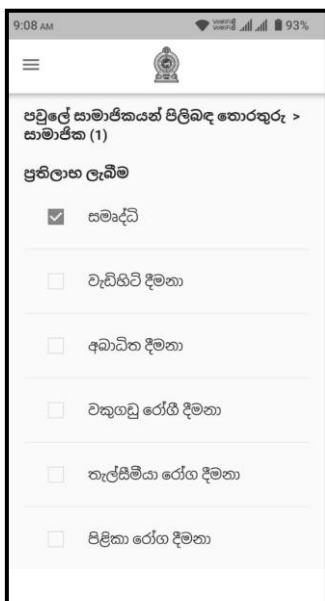 9:08 AM 93%
පවුලේ සාමාජිකයන් පිලිබඳ තොරතුරු >
සාමාජික (1)
ප්‍රතිලාභ ලැබීම
සමෘද්ධි
වැඩිහිටි දීමනා
අබාධිත දීමනා
වකුගඩු රෝගී දීමනා
තැල්සීමියා රෝග දීමනා
පිළිකා රෝග දීමනා